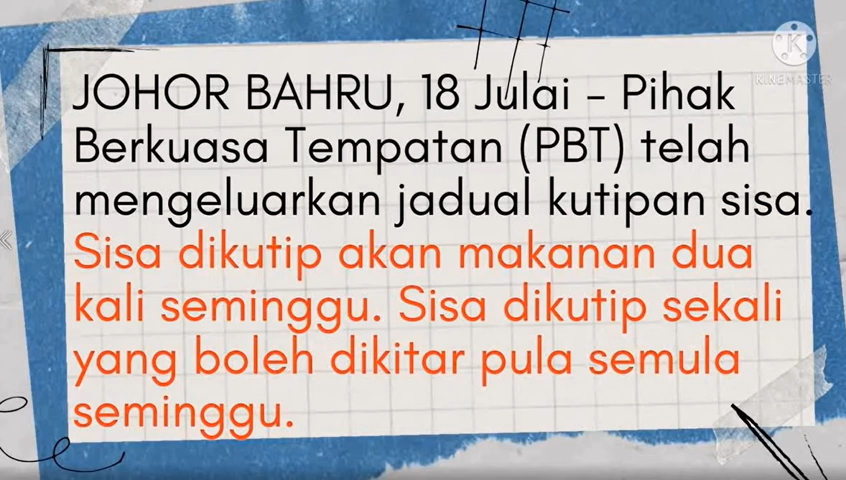 KINEMASTER
JOHOR BAHRU, 18 Julai – Pihak
Berkuasa Tempatan (PBT) telah
mengeluarkan jadual kutipan sisa.
Sisa dikutip akan makanan dua
kali seminggu. Sisa dikutip sekali
yang boleh dikitar pula semula
seminggu.